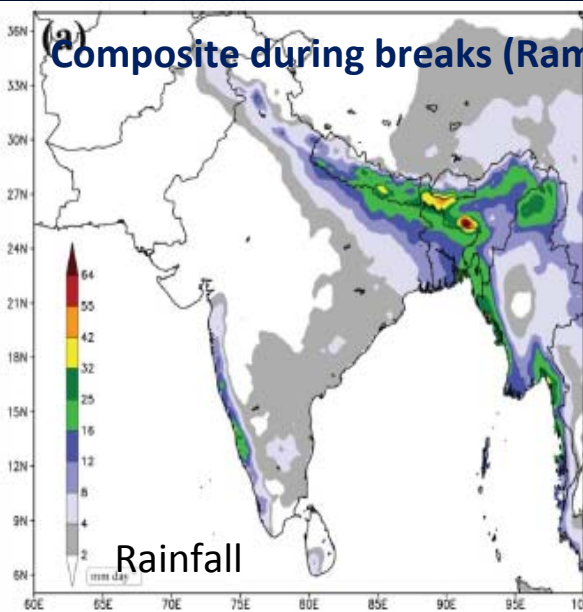 (a)
Composite during breaks (Ram
36N
33N
30N
27N
24N
21N
18N
15N
12N
9N
6N
64
55
42
32
25
16
12
8
4
2
mm day
Rainfall
60E
65E
70E
75E
80E
85E
90E
95E